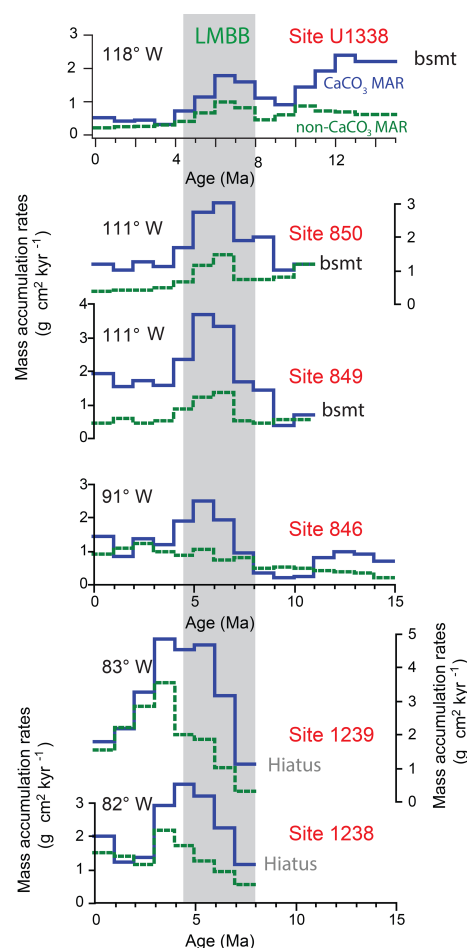 LMBB
Site U1338
118° W
bsmt
3
2
1
0
CaCO3 MAR
non-CaCO3 MAR
0 4 8 12
Age (Ma)
Mass accumulation rates
(g cm2 kyr -1)
111° W
Site 850
bsmt
3
2
1
0
111° W
Site 849
bsmt
4
3
2
1
0
91° W
Site 846
3
2
1
0
0 5 10 15
Age (Ma)
83° W
Site 1239
Hiatus
5
4
3
2
1
0
Mass accumulation rates
(g cm2 kyr -1)
82° W
Site 1238
Hiatus
3
2
1
0
Mass accumulation rates
(g cm2 kyr -1)
0 5 10 15
Age (Ma)